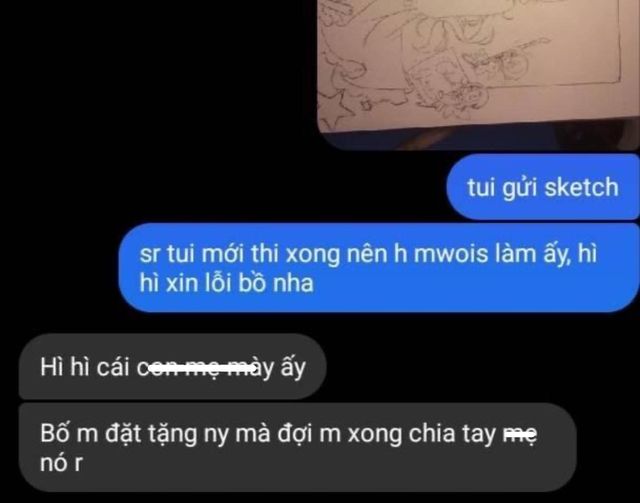 tui gửi sketch
sr tui mới thi xong nên h mwois làm ấy, hì
hì xin lỗi bồ nha
Hì hì cái con mẹ mày ấy
Bố m đặt tặng ny mà đợi m xong chia tay mẹ
nó r